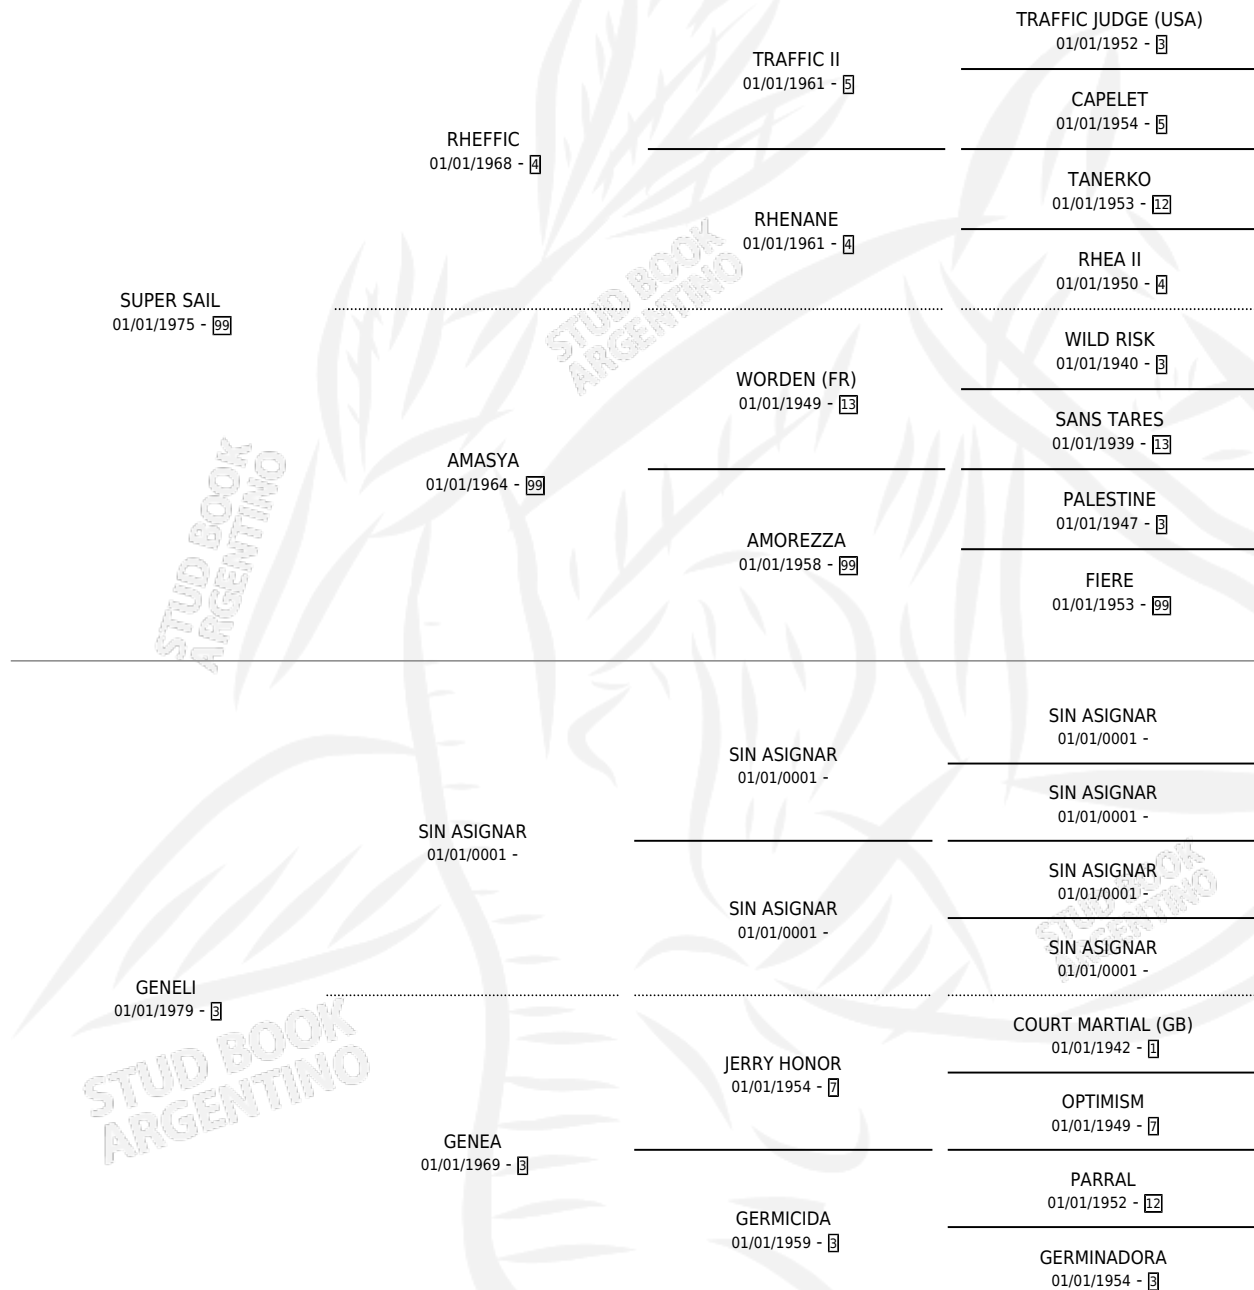 TRAFFIC JUDGE (USA)
01/01/1952 - 3
TRAFFIC II
01/01/1961 - 5
CAPELET
01/01/1954 - 5
RHEFFIC
01/01/1968 - 4
TANERKO
01/01/1953 - 12
RHENANE
01/01/1961 - 4
RHEA II
01/01/1950 - 4
SUPER SAIL
01/01/1975 - 99
WILD RISK
01/01/1940 - 3
WORDEN (FR)
01/01/1949 - 13
SANS TARES
01/01/1939 - 13
AMASYA
01/01/1964 - 99
PALESTINE
01/01/1947 - 3
AMOREZZA
01/01/1958 - 99
FIERE
01/01/1953 - 99
SIN ASIGNAR
01/01/0001 -
SIN ASIGNAR
01/01/0001 -
SIN ASIGNAR
01/01/0001 -
SIN ASIGNAR
01/01/0001 -
SIN ASIGNAR
01/01/0001 -
SIN ASIGNAR
01/01/0001 -
SIN ASIGNAR
01/01/0001 -
GENELI
01/01/1979 - 3
COURT MARTIAL (GB)
01/01/1942 - 1
JERRY HONOR
01/01/1954 - 7
OPTIMISM
01/01/1949 - 7
GENEA
01/01/1969 - 3
PARRAL
01/01/1952 - 12
GERMICIDA
01/01/1959 - 3
GERMINADORA
01/01/1954 - 3
STUD BOOK
ARGENTINO
STUD BOOK
ARGENTINO
STUD BOOK
ARGENTINO
STUD BOOK
ARGENTINO